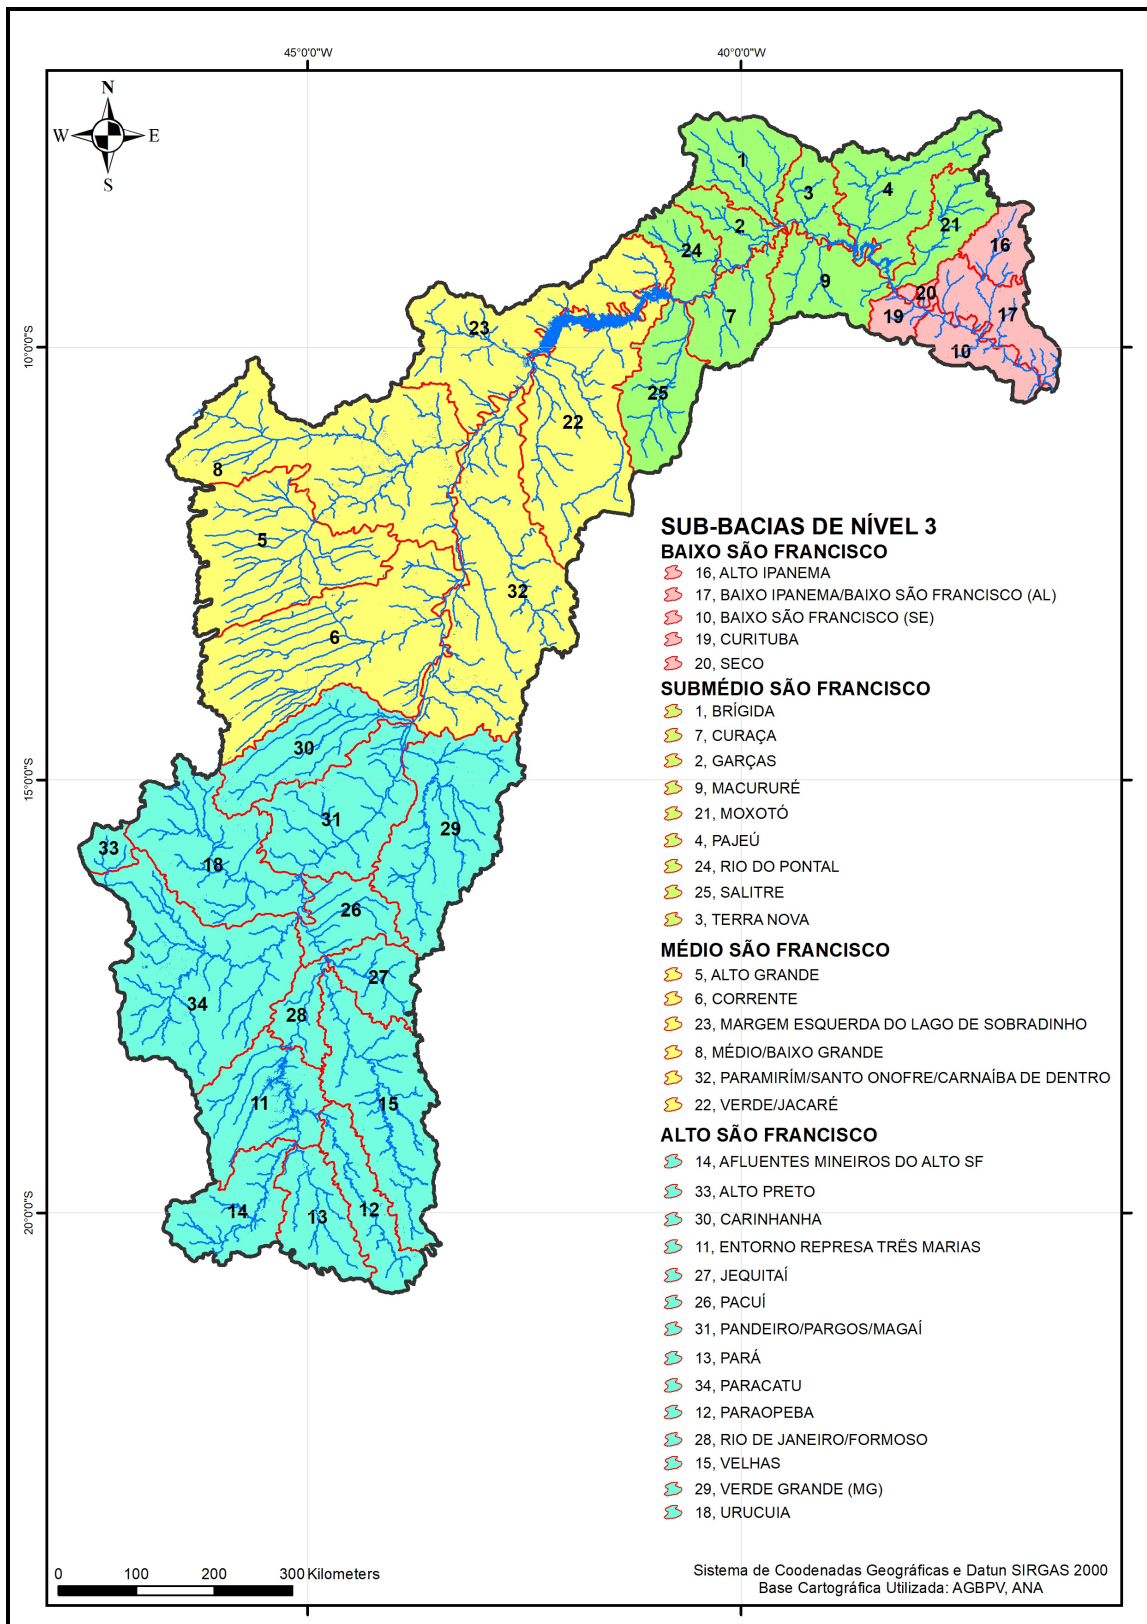 45°0'0"W
40°0'0"W
N
W
E
S
1
3
4
2
21
24
16
9
20
7
19
17
10
23
10°0'0"S
25
22
8
5
32
6
SUB-BACIAS DE NÍVEL 3
BAIXO SÃO FRANCISCO
16, ALTO IPANEMA
17, BAIXO IPANEMA/BAIXO SÃO FRANCISCO (AL)
10, BAIXO SÃO FRANCISCO (SE)
19, CURITUBA
20, SECO
SUBMÉDIO SÃO FRANCISCO
1, BRÍGIDA
7, CURAÇA
2, GARÇAS
9, MACURURÉ
21, MOXOTÓ
4, PAJEÚ
24, RIO DO PONTAL
25, SALITRE
3, TERRA NOVA
MÉDIO SÃO FRANCISCO
5, ALTO GRANDE
6, CORRENTE
23, MARGEM ESQUERDA DO LAGO DE SOBRADINHO
8, MÉDIO/BAIXO GRANDE
32, PARAMIRÍM/SANTO ONOFRE/CARNAÍBA DE DENTRO
22, VERDE/JACARÉ
ALTO SÃO FRANCISCO
14, AFLUENTES MINEIROS DO ALTO SF
33, ALTO PRETO
30, CARINHANHA
11, ENTORNO REPRESA TRÊS MARIAS
27, JEQUITAÍ
26, PACUÍ
31, PANDEIRO/PARGOS/MAGAÍ
13, PARÁ
34, PARACATU
12, PARAOPEBA
28, RIO DE JANEIRO/FORMOSO
15, VELHAS
29, VERDE GRANDE (MG)
18, URUCUIA
30
15°0'0"S
31
29
33
18
26
27
34
28
11
15
20°0'0"S
14
13
12
0 100 200 300 Kilometers
Sistema de Coodenadas Geográficas e Datun SIRGAS 2000
Base Cartográfica Utilizada: AGBPV, ANA